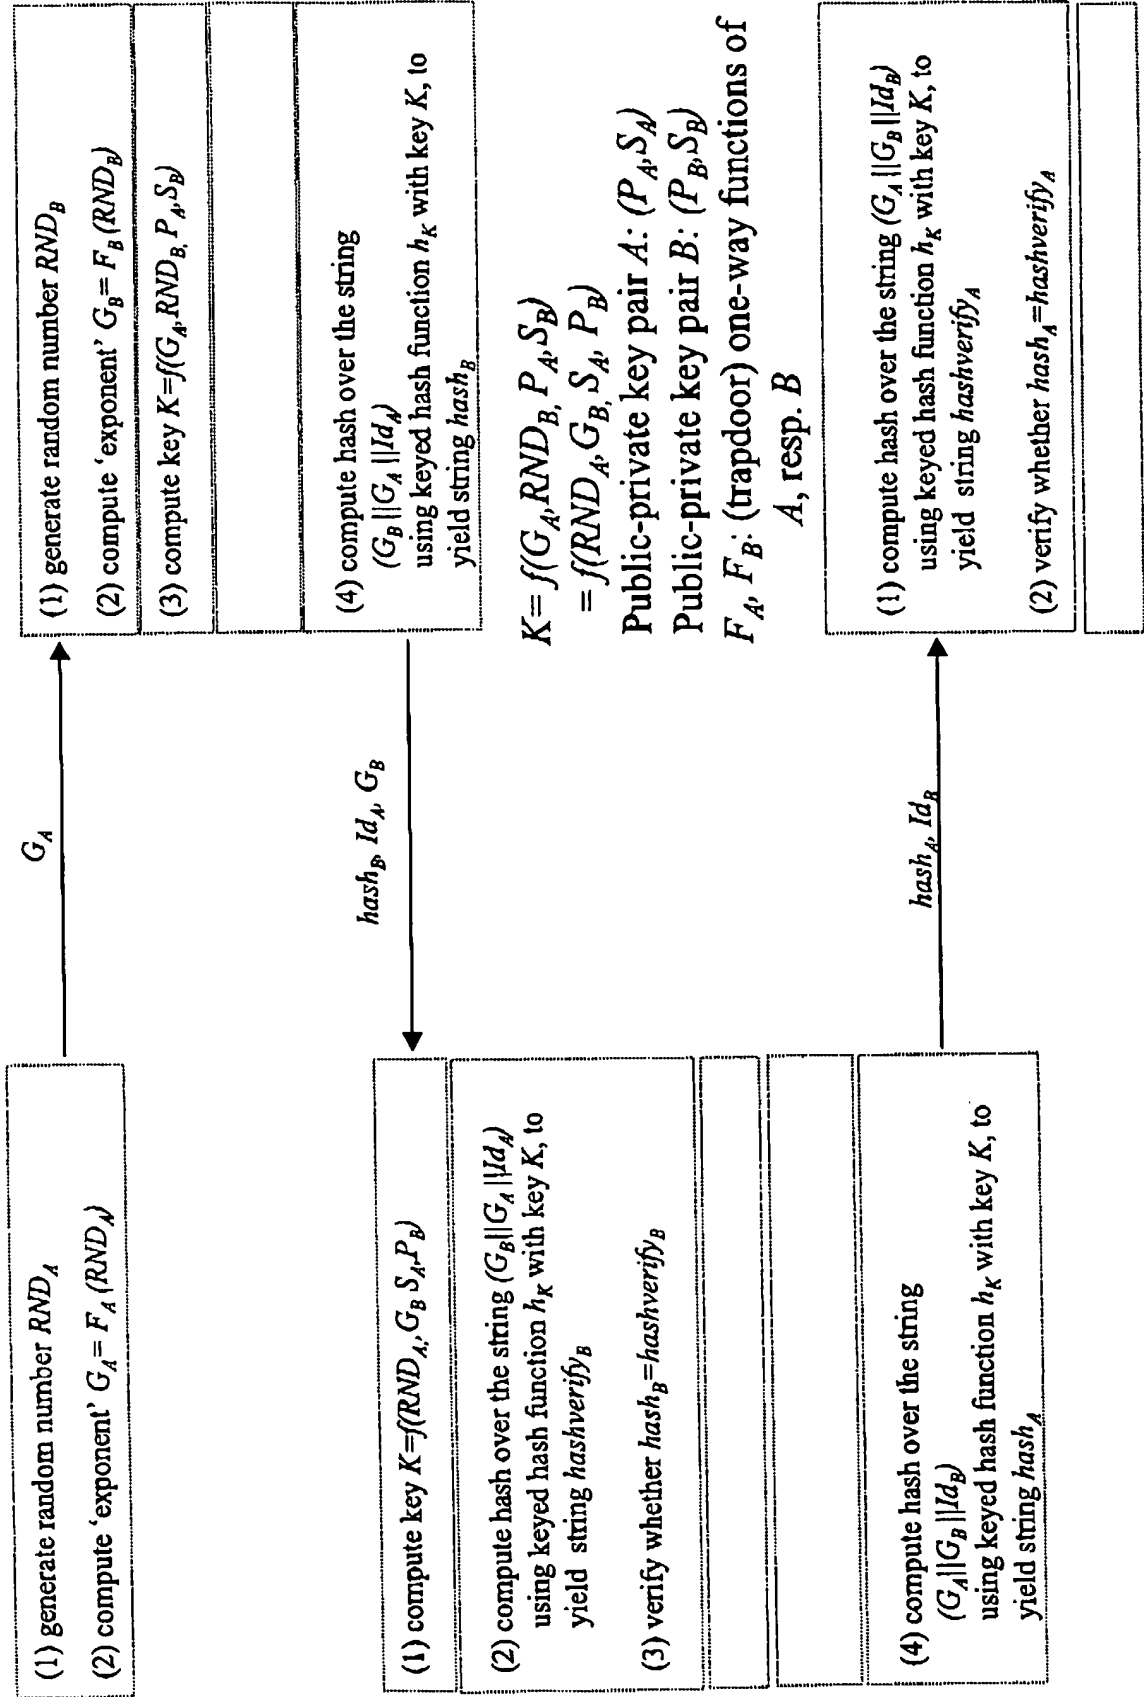 (1) generate random number RND_A
(2) compute ‘exponent’ G_A= F_A (RND_A)
G_A
(1) generate random number RND_B
(2) compute ‘exponent’ G_B= F_B (RND_B)
(3) compute key K=f(G_A, RND_B, P_A, S_B)
(4) compute hash over the string
(G_B ||G_A ||Id_A)
using keyed hash function h_K with key K, to
yield string hash_B
hash_B, Id_A, G_B
(1) compute key K=f(RND_A, G_B S_A, P_B)
(2) compute hash over the string (G_B||G_A ||Id_A)
using keyed hash function h_K with key K, to
yield string hashverify_B
(3) verify whether hash_B=hashverify_B
(4) compute hash over the string
(G_A||G_B ||Id_B)
using keyed hash function h_K with key K, to
yield string hash_A
K= f(G_A, RND_B, P_A, S_B)
= f(RND_A, G_B, S_A, P_B)
Public-private key pair A: (P_A, S_A)
Public-private key pair B: (P_B, S_B)
F_A, F_B: (trapdoor) one-way functions of
A, resp. B
hash_A, Id_B
(1) compute hash over the string (G_A ||G_B ||Id_B)
using keyed hash function h_K with key K, to
yield string hashverify_A
(2) verify whether hash_A=hashverify_A